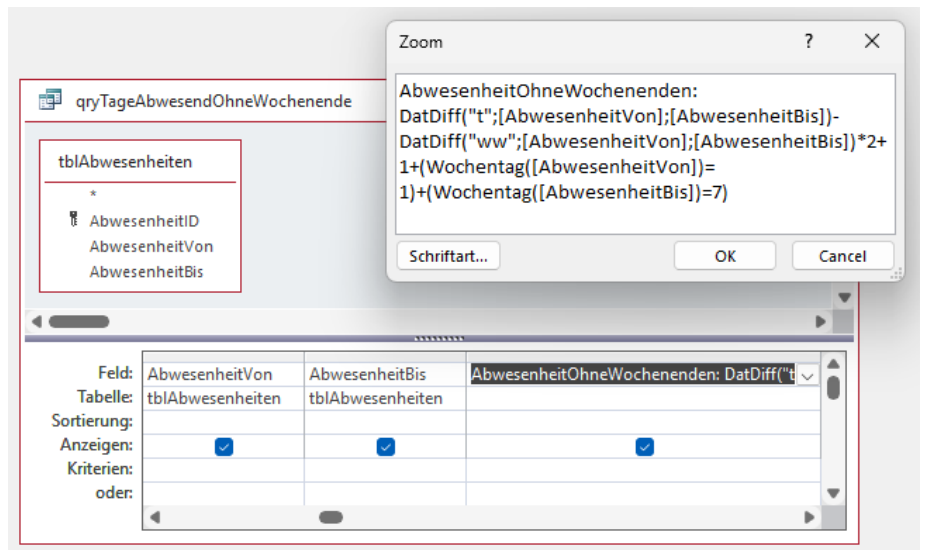 Zoom
?
qryTageAbwesendOhneWochenende
AbwesenheitOhneWochenenden:
DatDiff("t";[AbwesenheitVon];[AbwesenheitBis])-
DatDiff("ww";[AbwesenheitVon];[AbwesenheitBis])*2+
1+(Wochentag([AbwesenheitVon])=
1)+(Wochentag([AbwesenheitBis])=7)
Schriftart...
OK
Cancel
tblAbwesenheiten
*
AbwesenheitID
AbwesenheitVon
AbwesenheitBis
Feld: AbwesenheitVon AbwesenheitBis AbwesenheitOhneWochenenden: DatDiff("t
Tabelle: tblAbwesenheiten tblAbwesenheiten
Sortierung:
Anzeigen:
Kriterien:
oder: